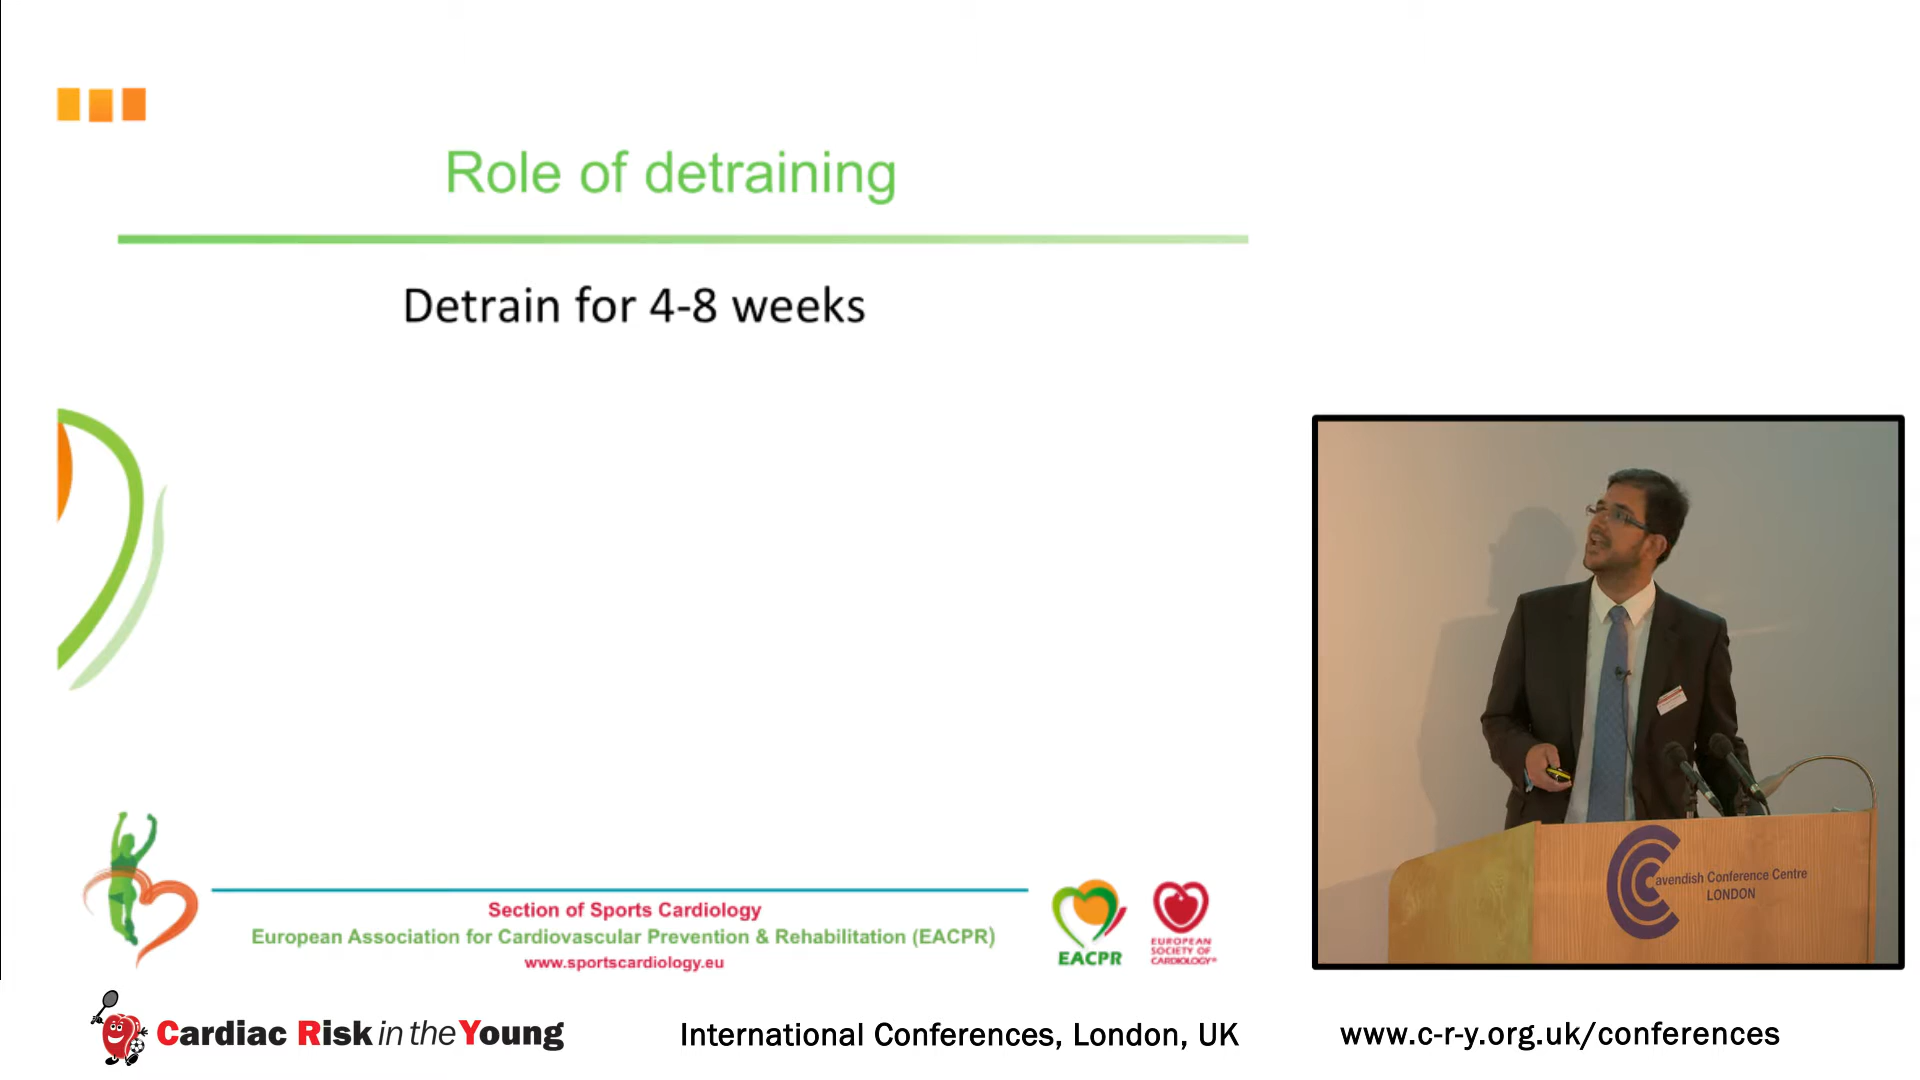 Role of detraining
Detrain for 4-8 weeks
avendish Conference Centre
LONDON
Section of Sports Cardiology
European Association for Cardiovascular Prevention & Rehabilitation (EACPR)
www.sportscardiology.eu
EACPR
EUROPEAN
SOCIETY OF
CARDIOLOGY®
Cardiac Risk in the Young
International Conferences, London, UK
www.c-r-y.org.uk/conferences